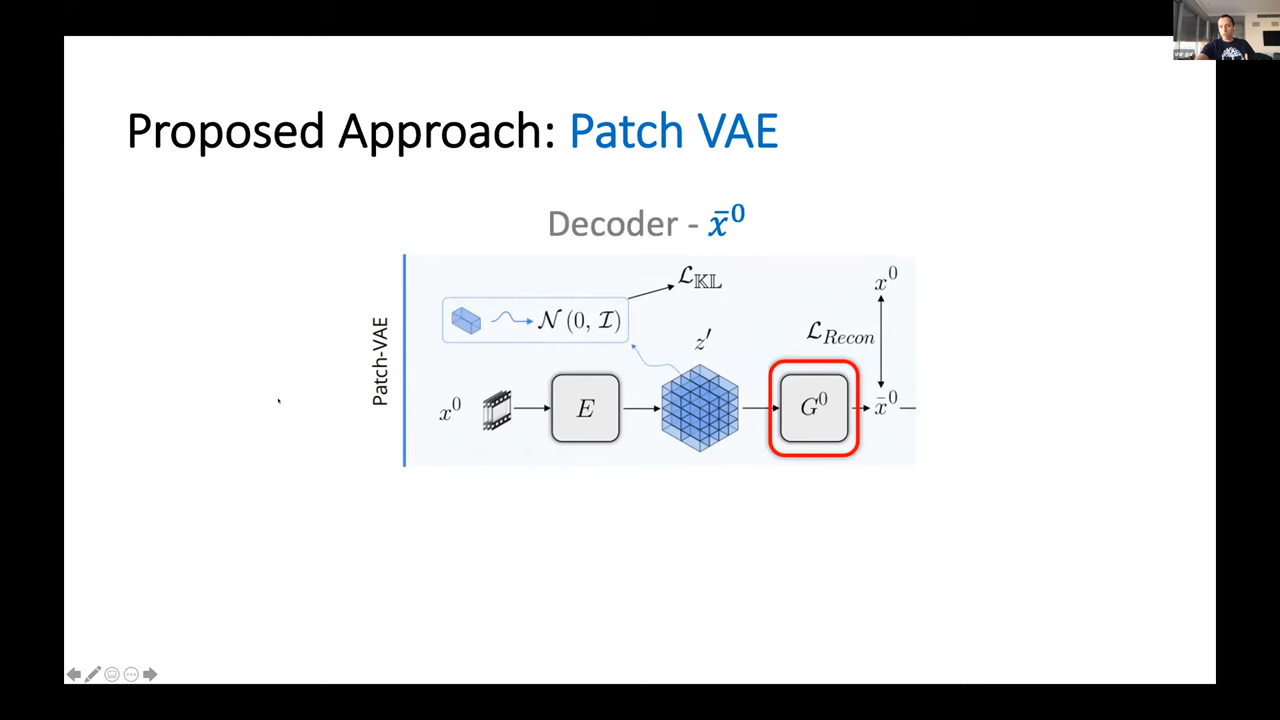 Proposed Approach: Patch VAE
Decoder - x̄⁰
Patch-VAE
ℒ_𝕂𝕃
𝒩 (0, ℐ)
z′
x⁰
ℒ_Recon
x⁰
E
G⁰
x̄⁰